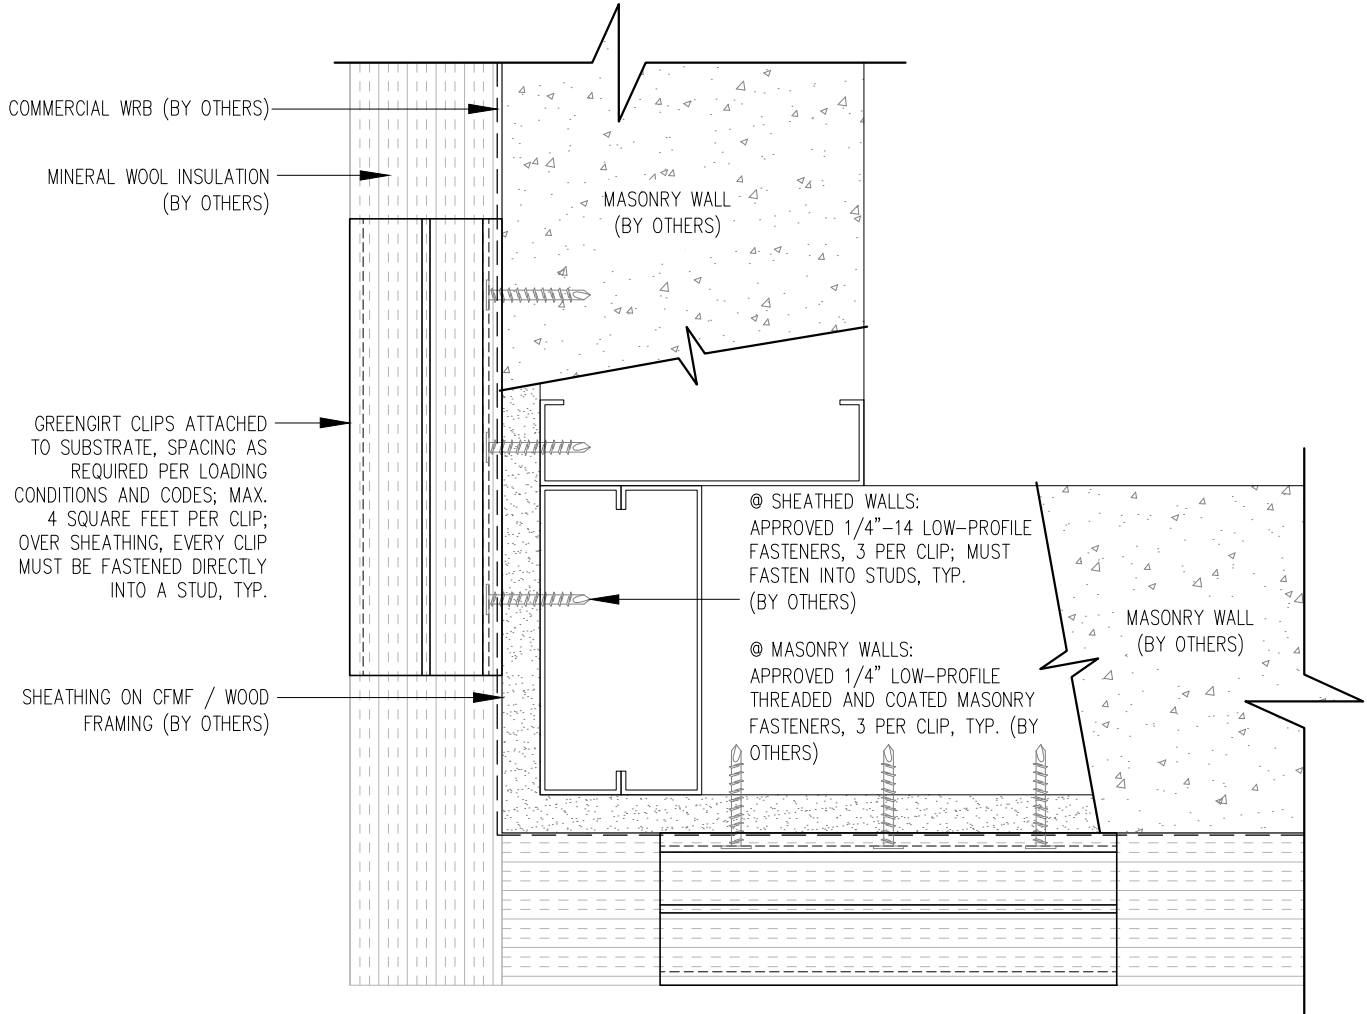 COMMERCIAL WRB (BY OTHERS)
MINERAL WOOL INSULATION
(BY OTHERS)
MASONRY WALL
(BY OTHERS)
GREENGIRT CLIPS ATTACHED
TO SUBSTRATE, SPACING AS
REQUIRED PER LOADING
CONDITIONS AND CODES; MAX.
4 SQUARE FEET PER CLIP;
OVER SHEATHING, EVERY CLIP
MUST BE FASTENED DIRECTLY
INTO A STUD, TYP.
@ SHEATHED WALLS:
APPROVED 1/4"-14 LOW-PROFILE
FASTENERS, 3 PER CLIP; MUST
FASTEN INTO STUDS, TYP.
(BY OTHERS)
@ MASONRY WALLS:
APPROVED 1/4" LOW-PROFILE
THREADED AND COATED MASONRY
FASTENERS, 3 PER CLIP, TYP. (BY
OTHERS)
MASONRY WALL
(BY OTHERS)
SHEATHING ON CFMF / WOOD
FRAMING (BY OTHERS)